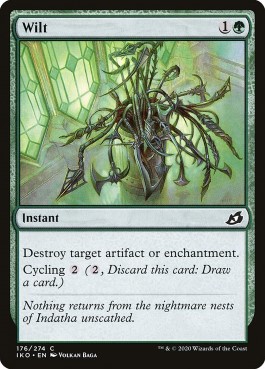 Wilt 1
Instant
Destroy target artifact or enchantment.
Cycling 2 (2, Discard this card: Draw
a card.)
Nothing returns from the nightmare nests
of Indatha unscathed.
176/274 C
IKO • EN VOLKAN BAGA ™ & © 2020 Wizards of the Coast